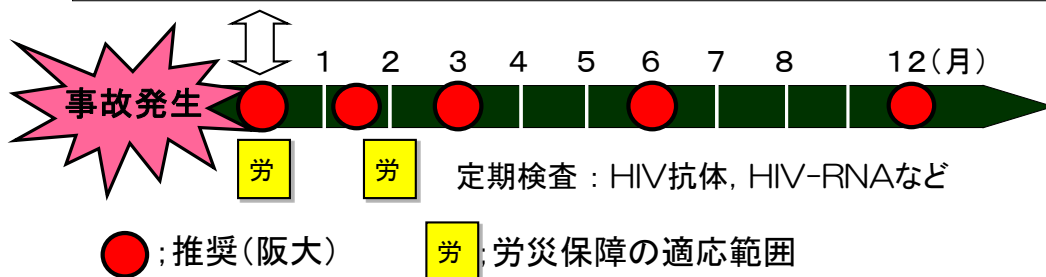 1 2 3 4 5 6 7 8 12(月)
事故発生
労 労
定期検査:HIV抗体,HIV-RNAなど
;推奨(阪大)
労 ;労災保障の適応範囲